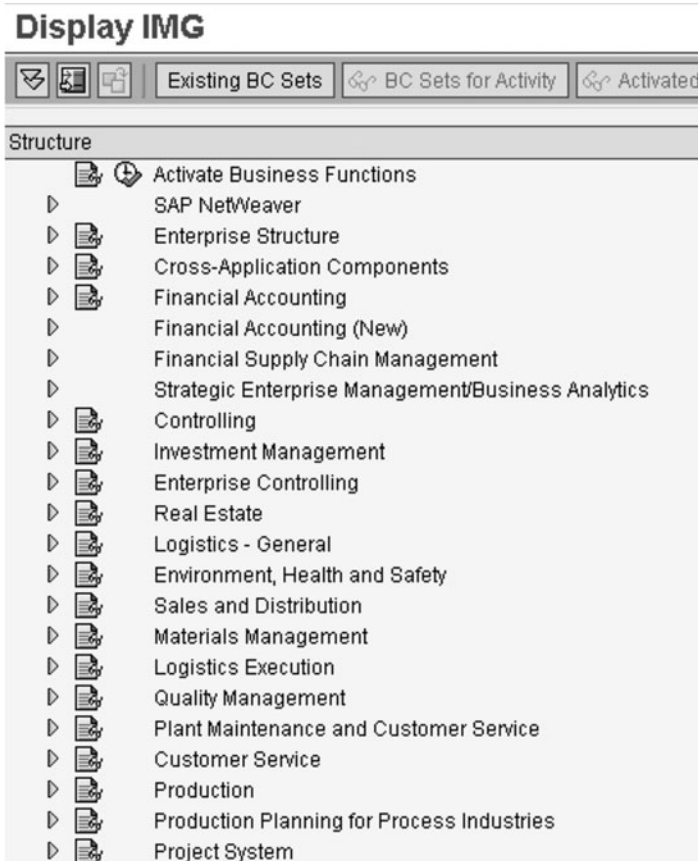 Display IMG
Existing BC Sets BC Sets for Activity Activated
Structure
Activate Business Functions
SAP NetWeaver
Enterprise Structure
Cross-Application Components
Financial Accounting
Financial Accounting (New)
Financial Supply Chain Management
Strategic Enterprise Management/Business Analytics
Controlling
Investment Management
Enterprise Controlling
Real Estate
Logistics - General
Environment, Health and Safety
Sales and Distribution
Materials Management
Logistics Execution
Quality Management
Plant Maintenance and Customer Service
Customer Service
Production
Production Planning for Process Industries
Project System